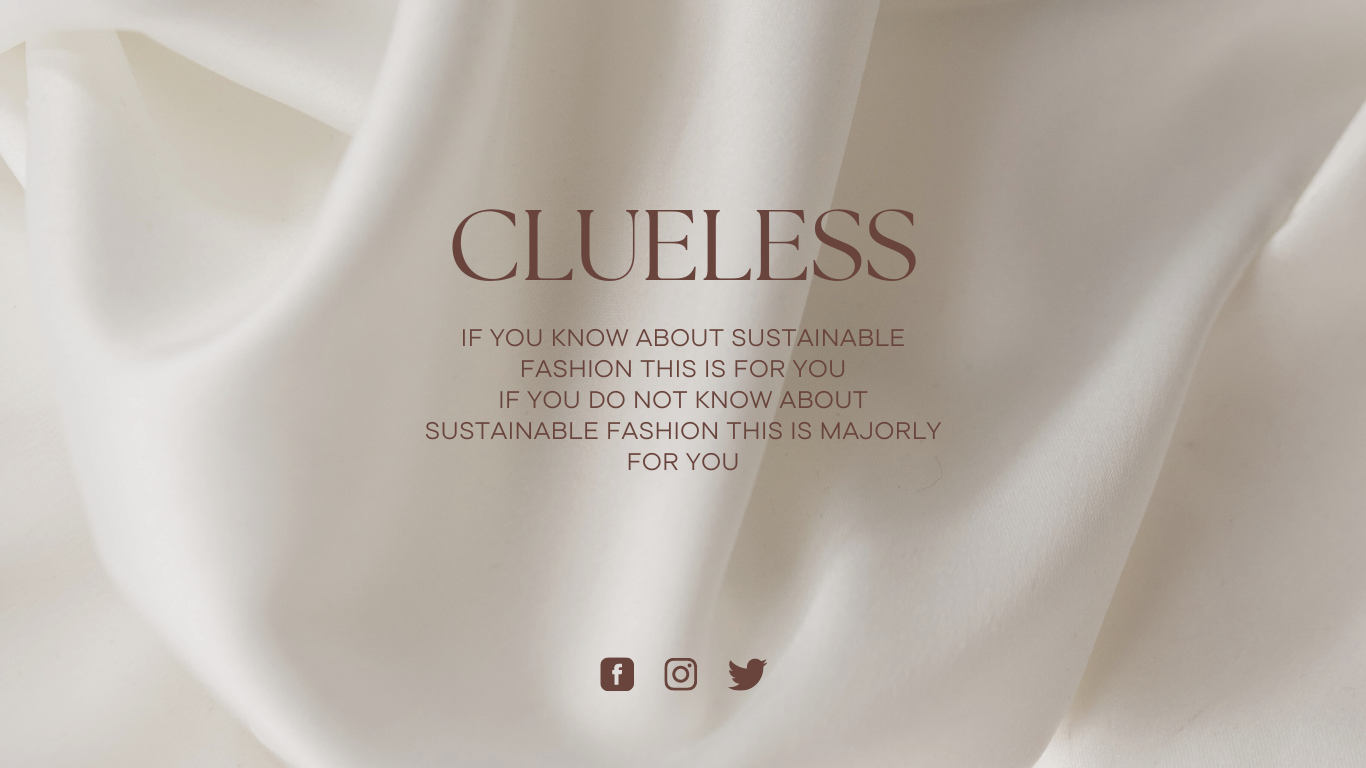 CLUELESS
IF YOU KNOW ABOUT SUSTAINABLE
FASHION THIS IS FOR YOU
IF YOU DO NOT KNOW ABOUT
SUSTAINABLE FASHION THIS IS MAJORLY
FOR YOU